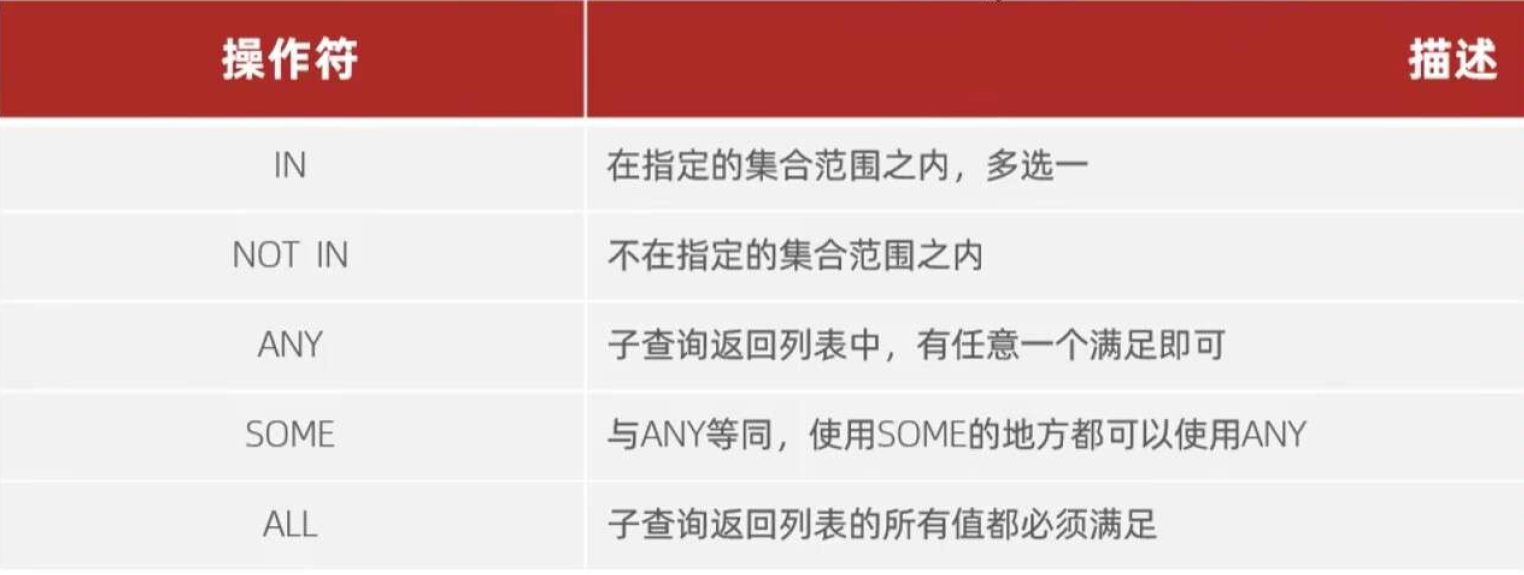 操作符 描述
IN 在指定的集合范围之内，多选一
NOT IN 不在指定的集合范围之内
ANY 子查询返回列表中，有任意一个满足即可
SOME 与ANY等同，使用SOME的地方都可以使用ANY
ALL 子查询返回列表的所有值都必须满足